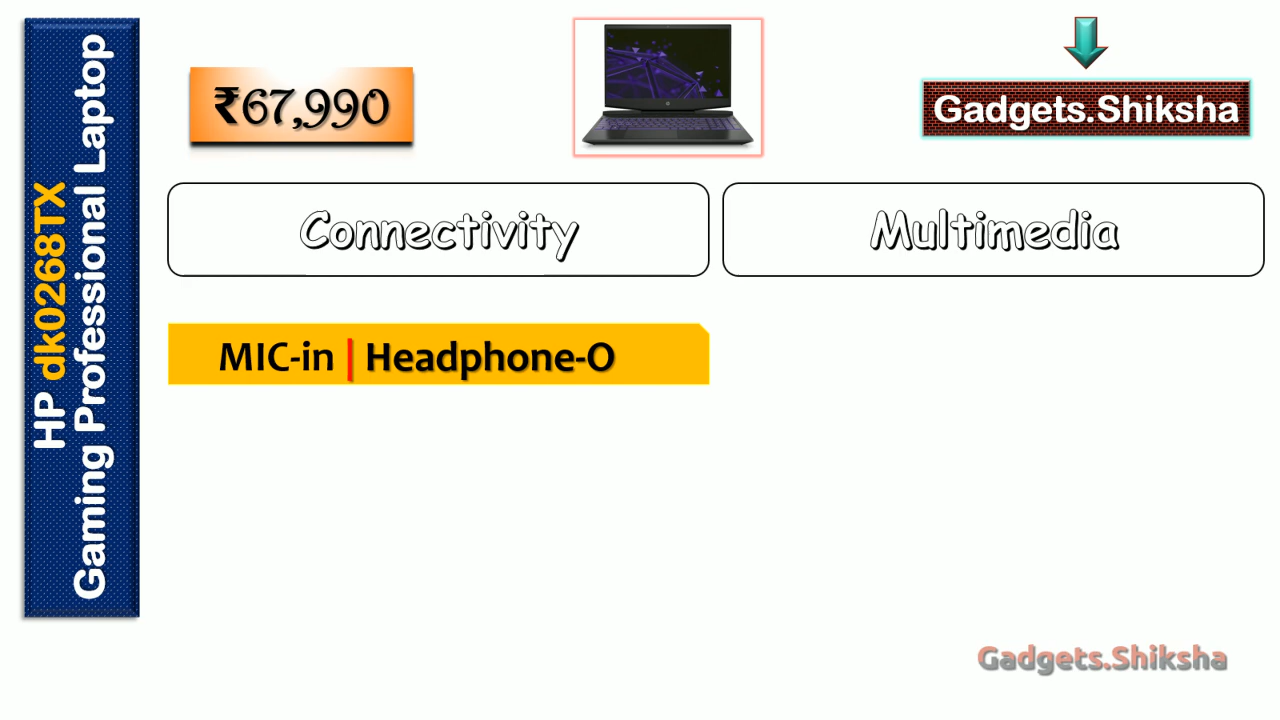 HP dk0268TX
Gaming Professional Laptop
₹67,990
Gadgets.Shiksha
Connectivity
Multimedia
MIC-in | Headphone-O
Gadgets.Shiksha